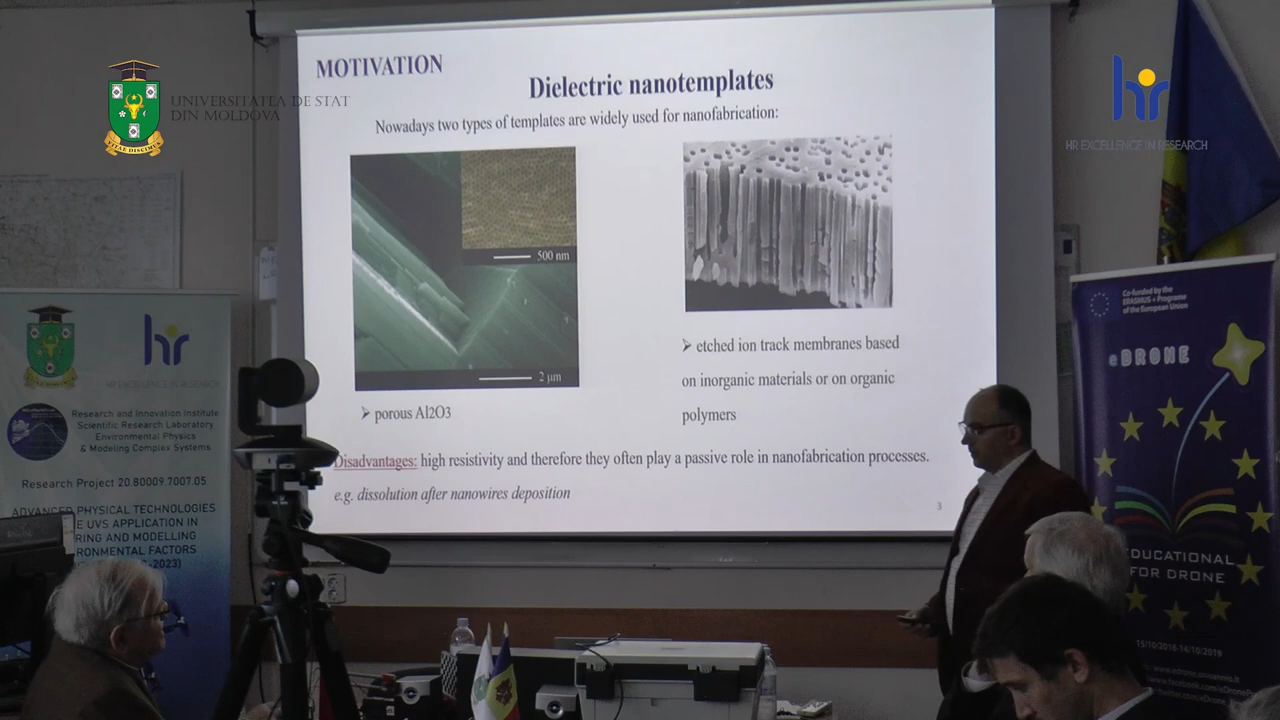 UNIVERSITATEA DE STAT
DIN MOLDOVA
VITAE DISCIMUS
HR EXCELLENCE IN RESEARCH
MOTIVATION
Dielectric nanotemplates
Nowadays two types of templates are widely used for nanofabrication:
500 nm
2 µm
➢ porous Al2O3
➢ etched ion track membranes based
on inorganic materials or on organic
polymers
Disadvantages: high resistivity and therefore they often play a passive role in nanofabrication processes.
e.g. dissolution after nanowires deposition
3
hr
HR EXCELLENCE IN RESEARCH
Research and Innovation Institute
Scientific Research Laboratory
Environmental Physics
& Modeling Complex Systems
Research Project 20.80009.7007.05
ADVANCED PHYSICAL TECHNOLOGIES
E UVS APPLICATION IN
RING AND MODELLING
RONMENTAL FACTORS
-2023)
Co-funded by the
ERASMUS + Programe
of the European Union
eDRONE
EDUCATIONAL
FOR DRONE
15/10/2016-14/10/2019